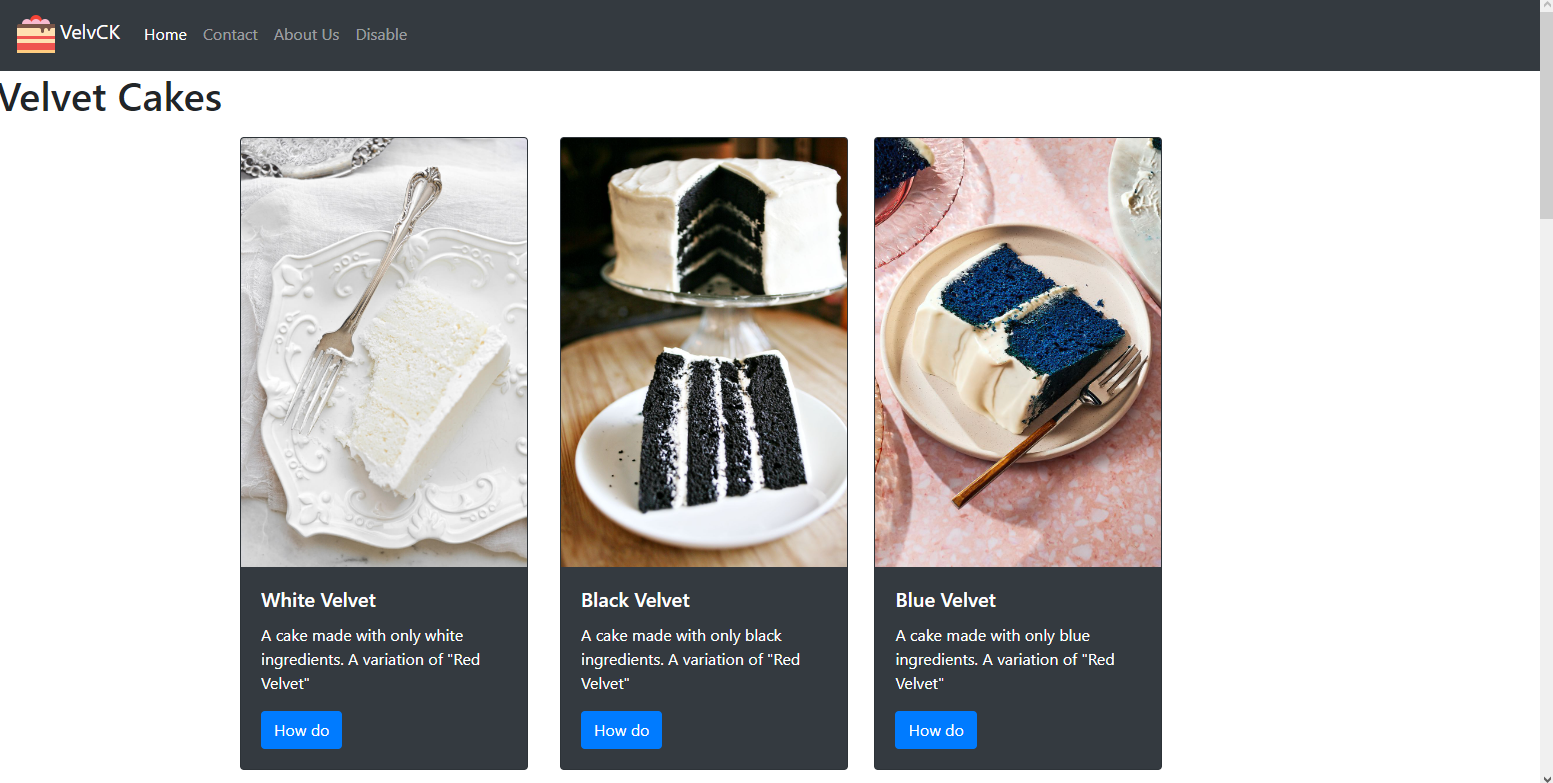 VelvCK Home Contact About Us Disable
Velvet Cakes
White Velvet
A cake made with only white
ingredients. A variation of "Red
Velvet"
How do
Black Velvet
A cake made with only black
ingredients. A variation of "Red
Velvet"
How do
Blue Velvet
A cake made with only blue
ingredients. A variation of "Red
Velvet"
How do